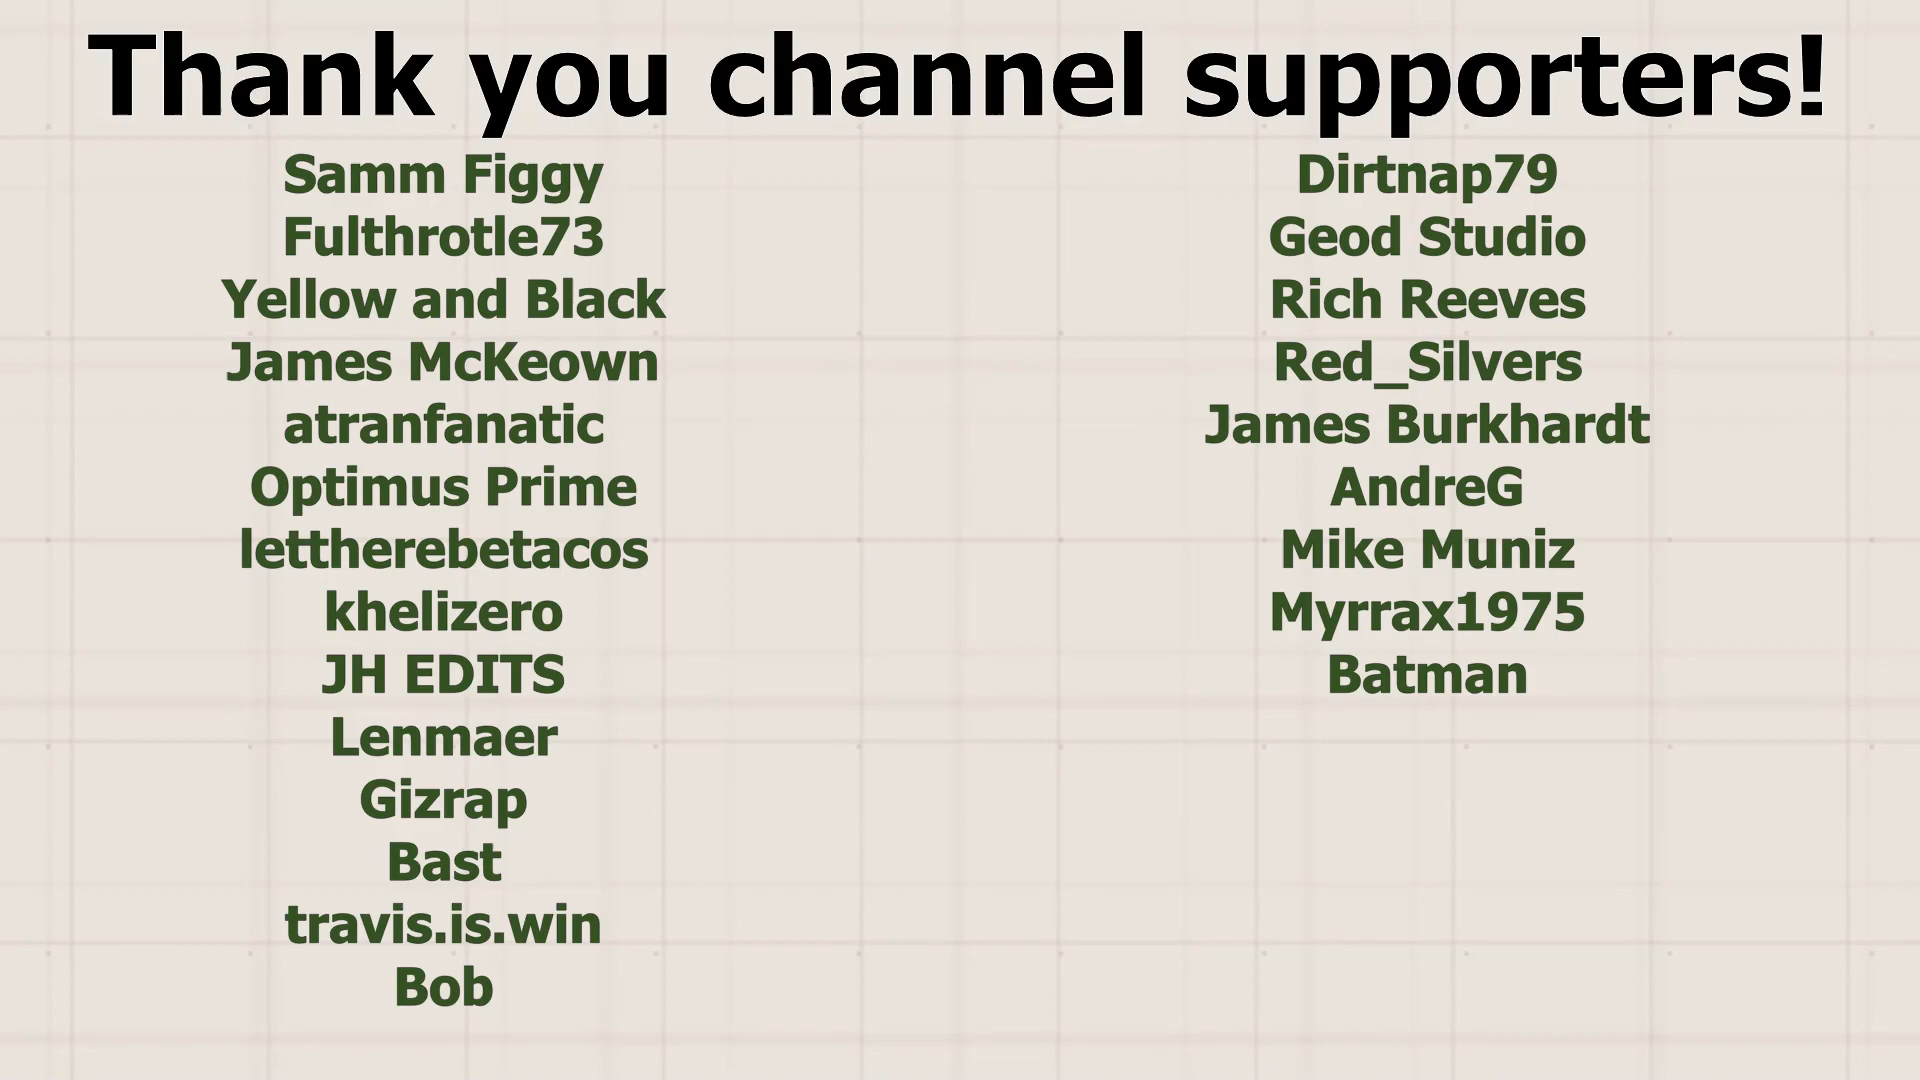 Thank you channel supporters!
Samm Figgy
Fulthrotle73
Yellow and Black
James McKeown
atranfanatic
Optimus Prime
lettherebetacos
khelizero
JH EDITS
Lenmaer
Gizrap
Bast
travis.is.win
Bob
Dirtnap79
Geod Studio
Rich Reeves
Red_Silvers
James Burkhardt
AndreG
Mike Muniz
Myrrax1975
Batman